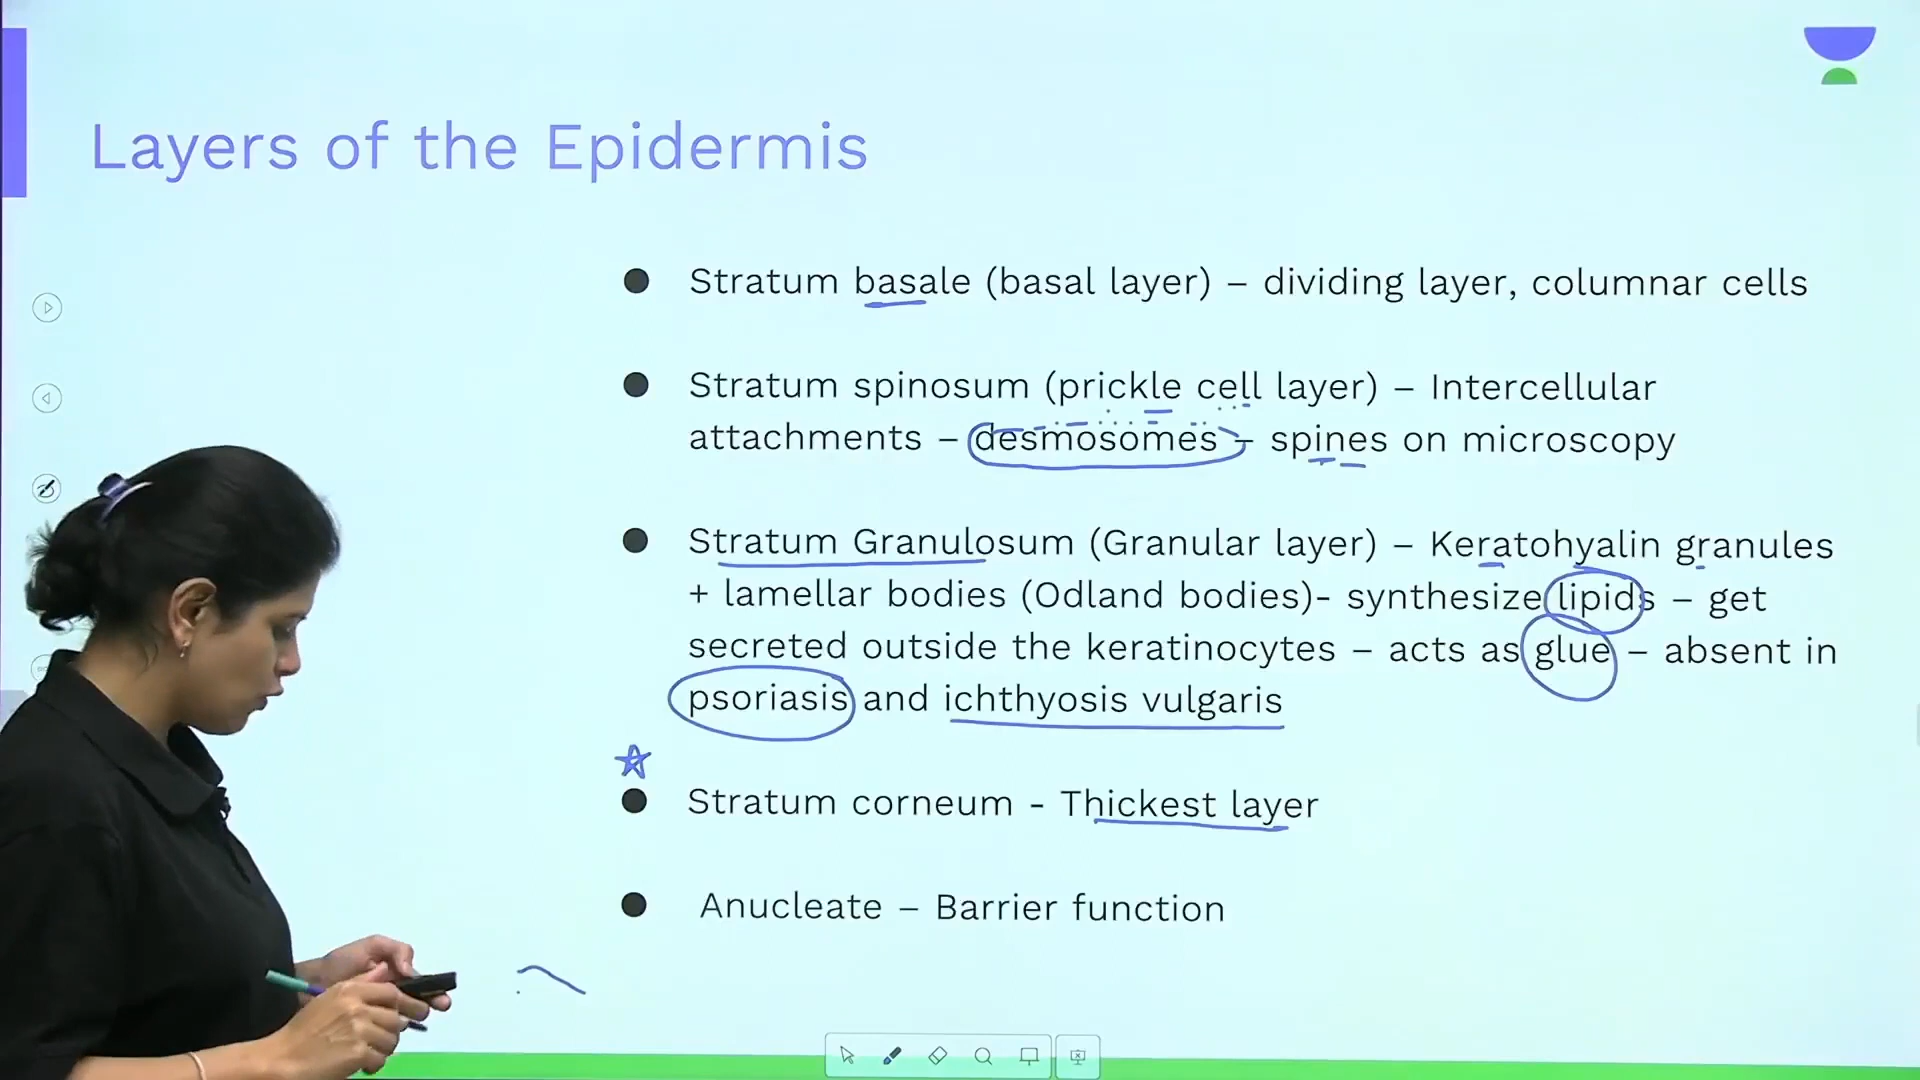 Layers of the Epidermis
● Stratum basale (basal layer) – dividing layer, columnar cells
● Stratum spinosum (prickle cell layer) – Intercellular
attachments – desmosomes – spines on microscopy
● Stratum Granulosum (Granular layer) – Keratohyalin granules
+ lamellar bodies (Odland bodies)- synthesize lipids – get
secreted outside the keratinocytes – acts as glue – absent in
psoriasis and ichthyosis vulgaris
● Stratum corneum - Thickest layer
● Anucleate – Barrier function